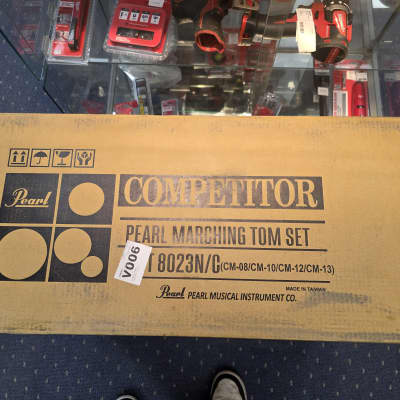 Pearl
COMPETITOR
PEARL MARCHING TOM SET
T 8023N/C(CM-08/CM-10/CM-12/CM-13)
V006
MADE IN TAIWAN
Pearl PEARL MUSICAL INSTRUMENT CO.